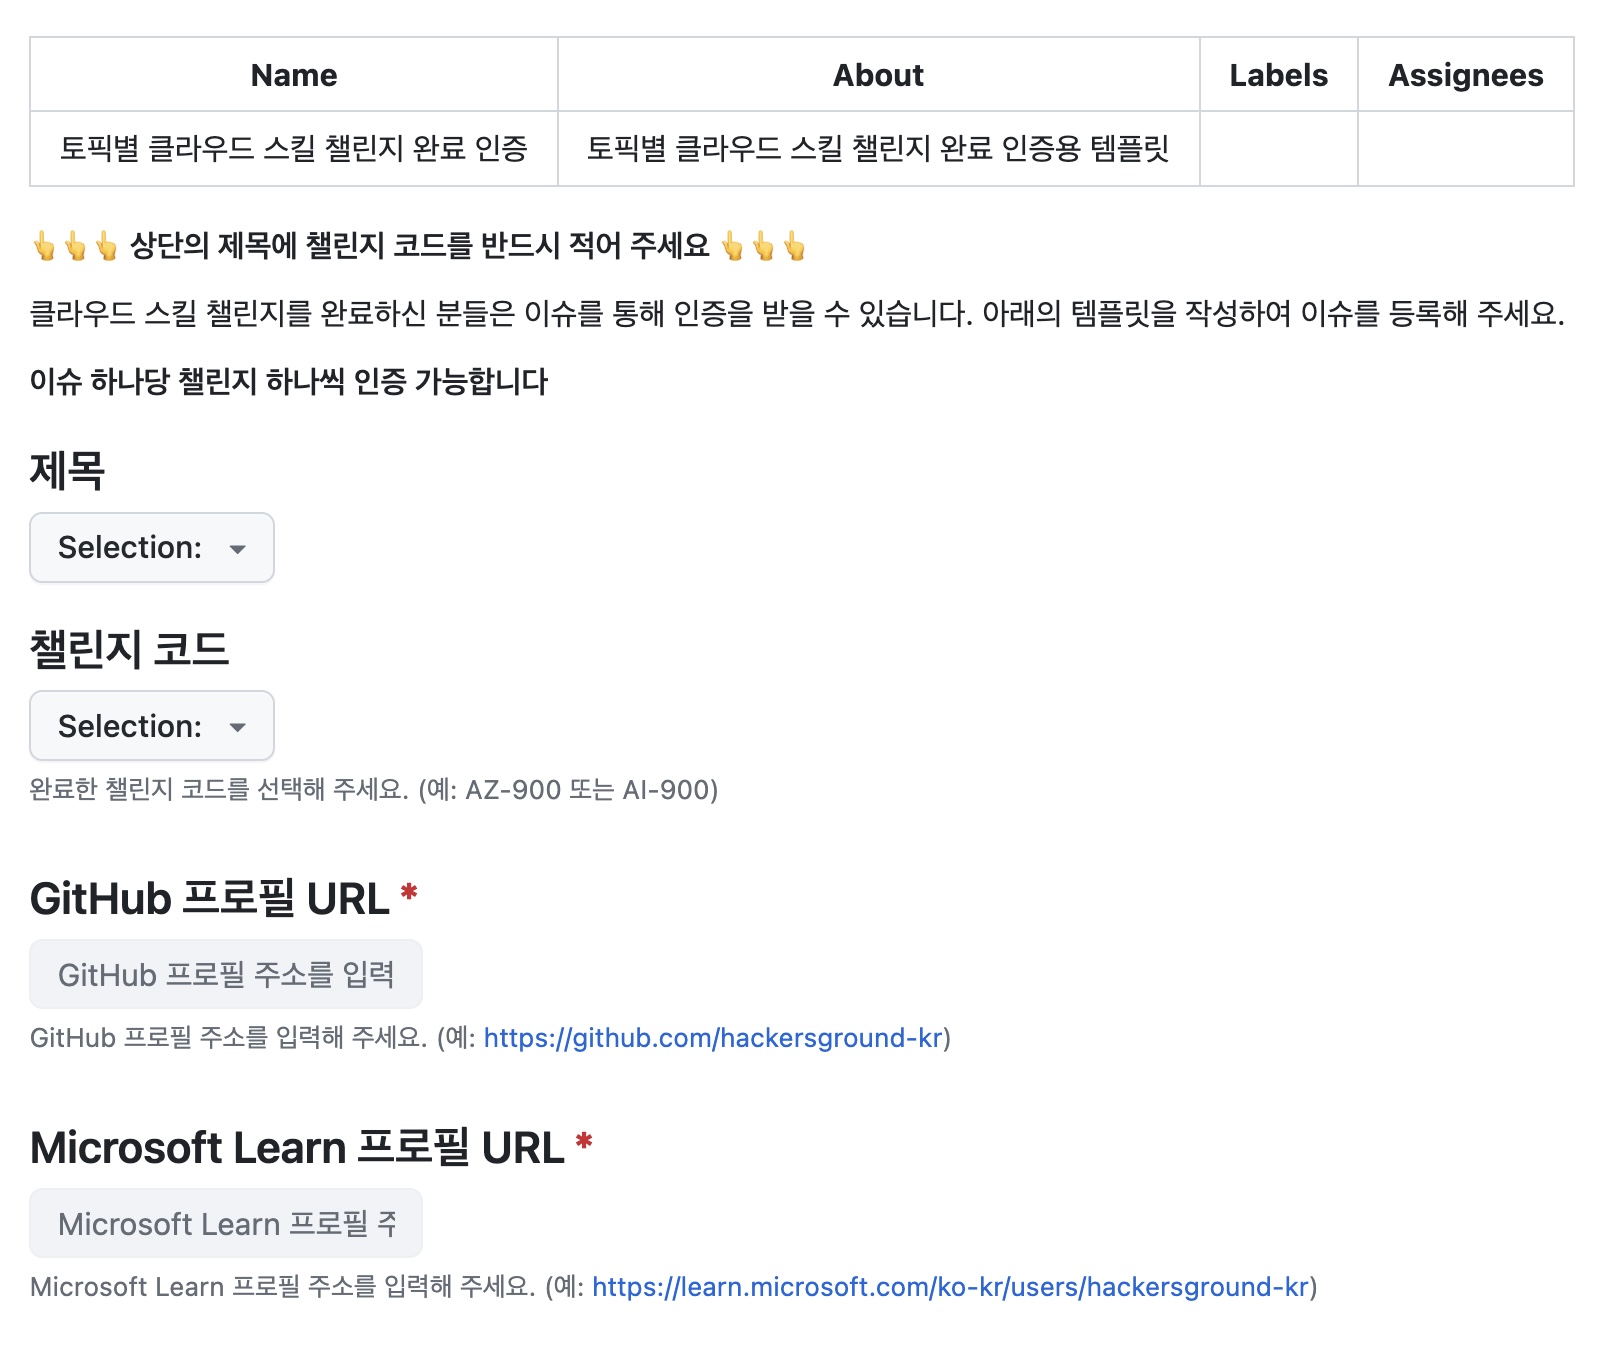 Name About Labels Assignees
토픽별 클라우드 스킬 챌린지 완료 인증 토픽별 클라우드 스킬 챌린지 완료 인증용 템플릿
👆👆👆 상단의 제목에 챌린지 코드를 반드시 적어 주세요 👆👆👆
클라우드 스킬 챌린지를 완료하신 분들은 이슈를 통해 인증을 받을 수 있습니다. 아래의 템플릿을 작성하여 이슈를 등록해 주세요.
이슈 하나당 챌린지 하나씩 인증 가능합니다
제목
Selection:
챌린지 코드
Selection:
완료한 챌린지 코드를 선택해 주세요. (예: AZ-900 또는 AI-900)
GitHub 프로필 URL *
GitHub 프로필 주소를 입력
GitHub 프로필 주소를 입력해 주세요. (예: https://github.com/hackersground-kr)
Microsoft Learn 프로필 URL *
Microsoft Learn 프로필
Microsoft Learn 프로필 주소를 입력해 주세요. (예: https://learn.microsoft.com/ko-kr/users/hackersground-kr)